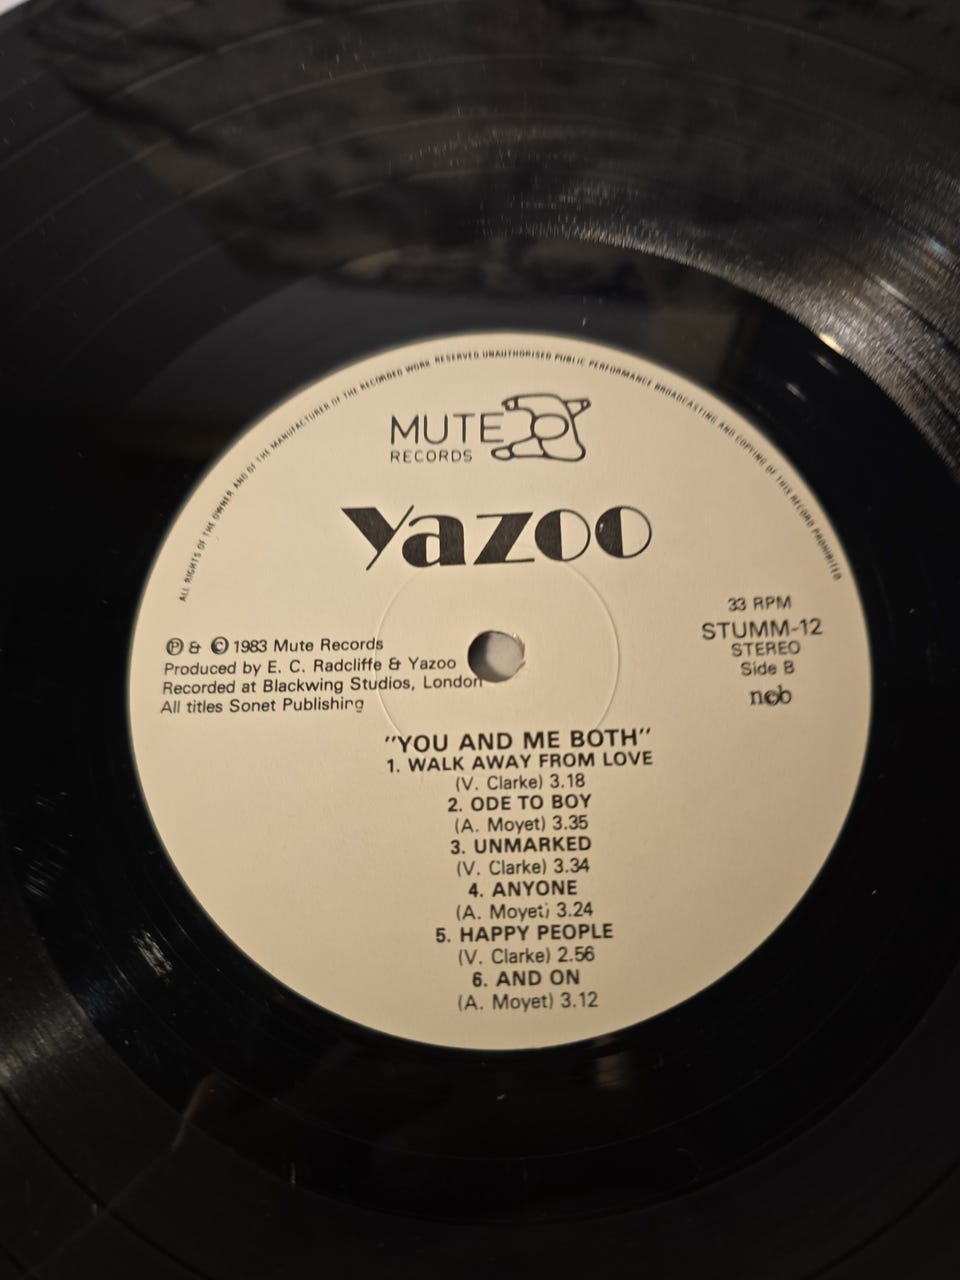 ALL RIGHTS OF THE OWNER AND OF THE MANUFACTURER OF THE RECORDED WORK RESERVED UNAUTHORISED PUBLIC PERFORMANCE BROADCASTING AND COPYING OF THIS RECORD PROHIBITED
MUTE
RECORDS
yazoo
33 RPM
STUMM-12
STEREO
Side B
ncb
Ⓟ & © 1983 Mute Records
Produced by E. C. Radcliffe & Yazoo
Recorded at Blackwing Studios, London
All titles Sonet Publishing
"YOU AND ME BOTH"
1. WALK AWAY FROM LOVE
(V. Clarke) 3.18
2. ODE TO BOY
(A. Moyet) 3.35
3. UNMARKED
(V. Clarke) 3.34
4. ANYONE
(A. Moyet) 3.24
5. HAPPY PEOPLE
(V. Clarke) 2.56
6. AND ON
(A. Moyet) 3.12